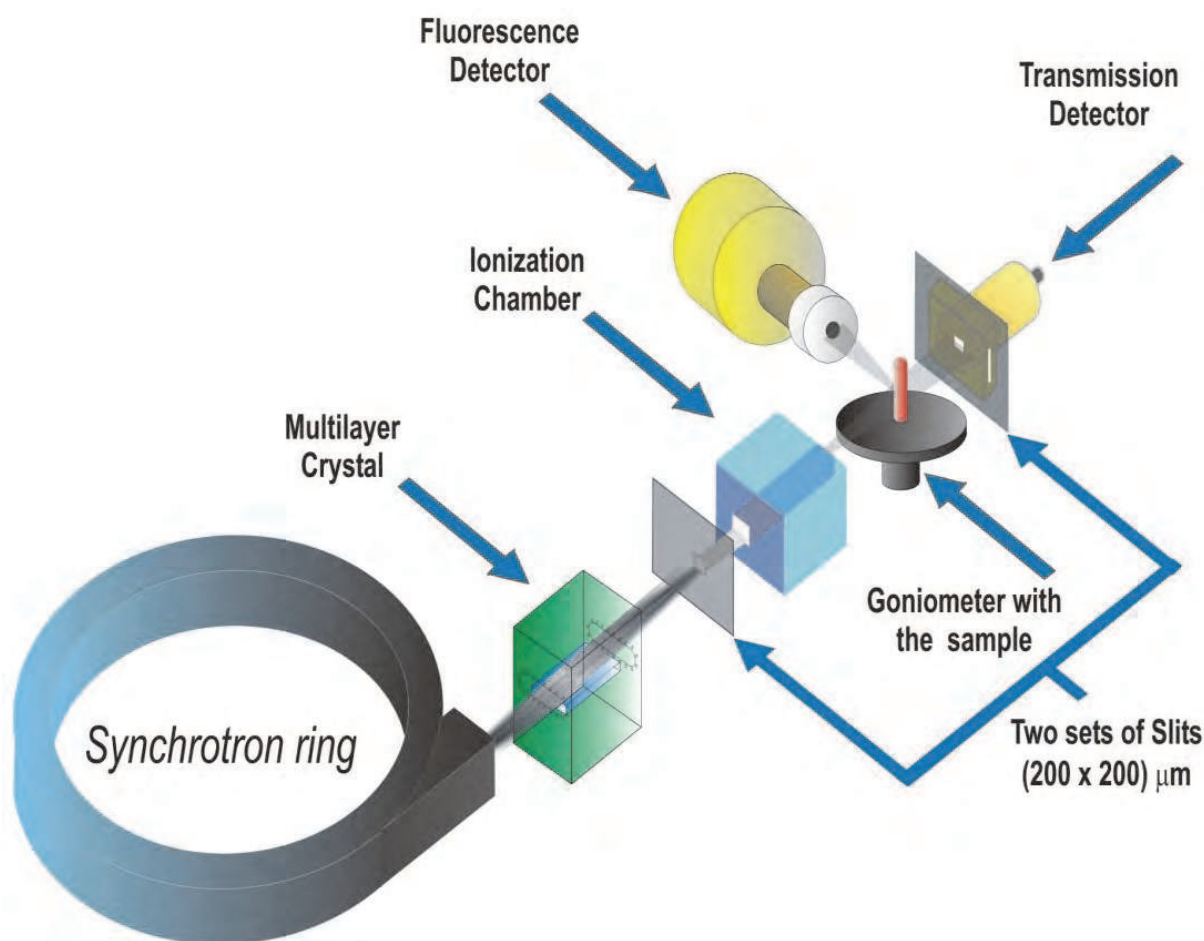 Fluorescence
Detector
Transmission
Detector
Ionization
Chamber
Multilayer
Crystal
Goniometer with
the sample
Synchrotron ring
Two sets of Slits
(200 x 200) μm